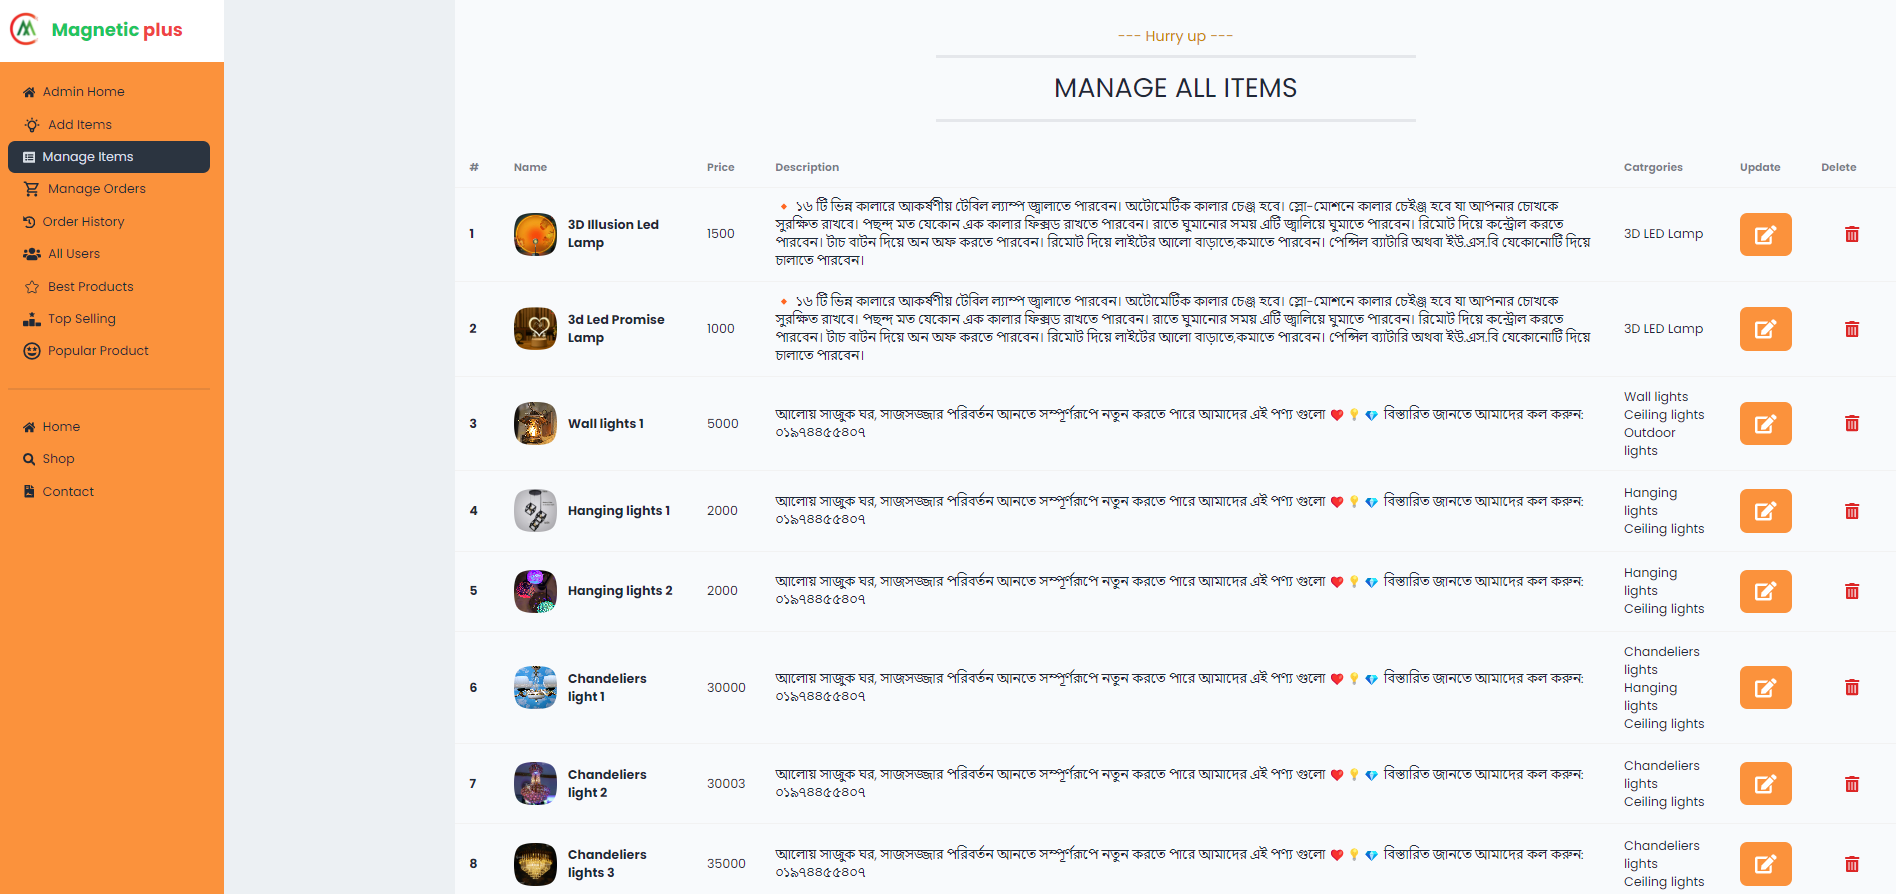 Magnetic plus
Admin Home
Add Items
Manage Items
Manage Orders
Order History
All Users
Best Products
Top Selling
Popular Product
Home
Shop
Contact
--- Hurry up ---
MANAGE ALL ITEMS
# Name Price Description Catrgories Update Delete
1 3D Illusion Led Lamp 1500
🔸 ১৬ টি ভিন্ন কালারে আকর্ষণীয় টেবিল ল্যাম্প জ্বালাতে পারবেন। অটোমেটিক কালার চেঞ্জ হবে। স্লো-মোশনে কালার চেইঞ্জ হবে যা আপনার চোখকে
সুরক্ষিত রাখবে। পছন্দ মত যেকোন এক কালার ফিক্সড রাখতে পারবেন। রাতে ঘুমানোর সময় এটি জ্বালিয়ে ঘুমাতে পারবেন। রিমোট দিয়ে কন্ট্রোল করতে
পারবেন। টাচ বাটন দিয়ে অন অফ করতে পারবেন। রিমোট দিয়ে লাইটের আলো বাড়াতে,কমাতে পারবেন। পেন্সিল ব্যাটারি অথবা ইউ.এস.বি যেকোনোটি দিয়ে
চালাতে পারবেন।
3D LED Lamp
2 3d Led Promise Lamp 1000
🔸 ১৬ টি ভিন্ন কালারে আকর্ষণীয় টেবিল ল্যাম্প জ্বালাতে পারবেন। অটোমেটিক কালার চেঞ্জ হবে। স্লো-মোশনে কালার চেইঞ্জ হবে যা আপনার চোখকে
সুরক্ষিত রাখবে। পছন্দ মত যেকোন এক কালার ফিক্সড রাখতে পারবেন। রাতে ঘুমানোর সময় এটি জ্বালিয়ে ঘুমাতে পারবেন। রিমোট দিয়ে কন্ট্রোল করতে
পারবেন। টাচ বাটন দিয়ে অন অফ করতে পারবেন। রিমোট দিয়ে লাইটের আলো বাড়াতে,কমাতে পারবেন। পেন্সিল ব্যাটারি অথবা ইউ.এস.বি যেকোনোটি দিয়ে
চালাতে পারবেন।
3D LED Lamp
3 Wall lights 1 5000
আলোয় সাজুক ঘর, সাজসজ্জার পরিবর্তন আনতে সম্পূর্ণরূপে নতুন করতে পারে আমাদের এই পণ্য গুলো ❤️💡💎 বিস্তারিত জানতে আমাদের কল করুন:
০১৯৭৪৪৫৫৪০৭
Wall lights
Ceiling lights
Outdoor
lights
4 Hanging lights 1 2000
আলোয় সাজুক ঘর, সাজসজ্জার পরিবর্তন আনতে সম্পূর্ণরূপে নতুন করতে পারে আমাদের এই পণ্য গুলো ❤️💡💎 বিস্তারিত জানতে আমাদের কল করুন:
০১৯৭৪৪৫৫৪০৭
Hanging
lights
Ceiling lights
5 Hanging lights 2 2000
আলোয় সাজুক ঘর, সাজসজ্জার পরিবর্তন আনতে সম্পূর্ণরূপে নতুন করতে পারে আমাদের এই পণ্য গুলো ❤️💡💎 বিস্তারিত জানতে আমাদের কল করুন:
০১৯৭৪৪৫৫৪০৭
Hanging
lights
Ceiling lights
6 Chandeliers light 1 30000
আলোয় সাজুক ঘর, সাজসজ্জার পরিবর্তন আনতে সম্পূর্ণরূপে নতুন করতে পারে আমাদের এই পণ্য গুলো ❤️💡💎 বিস্তারিত জানতে আমাদের কল করুন:
০১৯৭৪৪৫৫৪০৭
Chandeliers
lights
Hanging
lights
Ceiling lights
7 Chandeliers light 2 30003
আলোয় সাজুক ঘর, সাজসজ্জার পরিবর্তন আনতে সম্পূর্ণরূপে নতুন করতে পারে আমাদের এই পণ্য গুলো ❤️💡💎 বিস্তারিত জানতে আমাদের কল করুন:
০১৯৭৪৪৫৫৪০৭
Chandeliers
lights
Ceiling lights
8 Chandeliers lights 3 35000
আলোয় সাজুক ঘর, সাজসজ্জার পরিবর্তন আনতে সম্পূর্ণরূপে নতুন করতে পারে আমাদের এই পণ্য গুলো ❤️💡💎 বিস্তারিত জানতে আমাদের কল করুন:
০১৯৭৪৪৫৫৪০৭
Chandeliers
lights
Ceiling lights